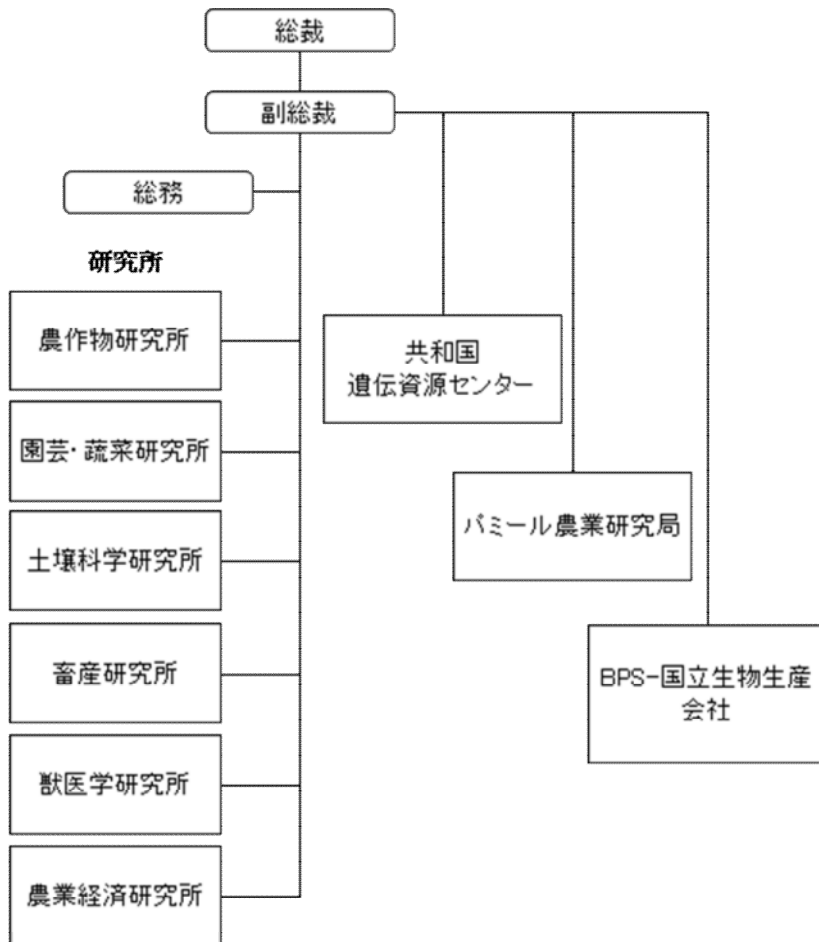 総裁
副総裁
総務
研究所
農作物研究所
園芸・蔬菜研究所
土壌科学研究所
畜産研究所
獣医学研究所
農業経済研究所
共和国
遺伝資源センター
パミール農業研究局
BPS-国立生物生産
会社